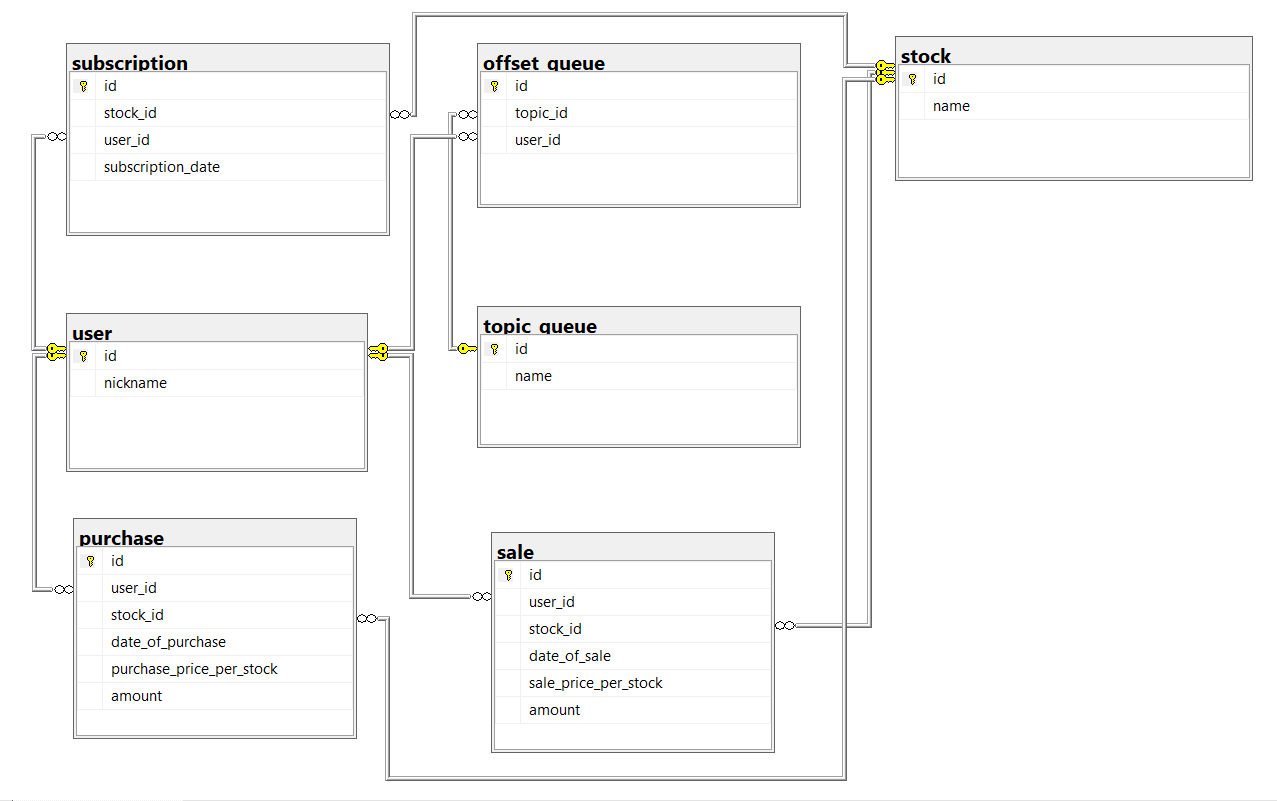 subscription
id
stock_id
user_id
subscription_date
offset_queue
id
topic_id
user_id
stock
id
name
user
id
nickname
topic_queue
id
name
purchase
id
user_id
stock_id
date_of_purchase
purchase_price_per_stock
amount
sale
id
user_id
stock_id
date_of_sale
sale_price_per_stock
amount